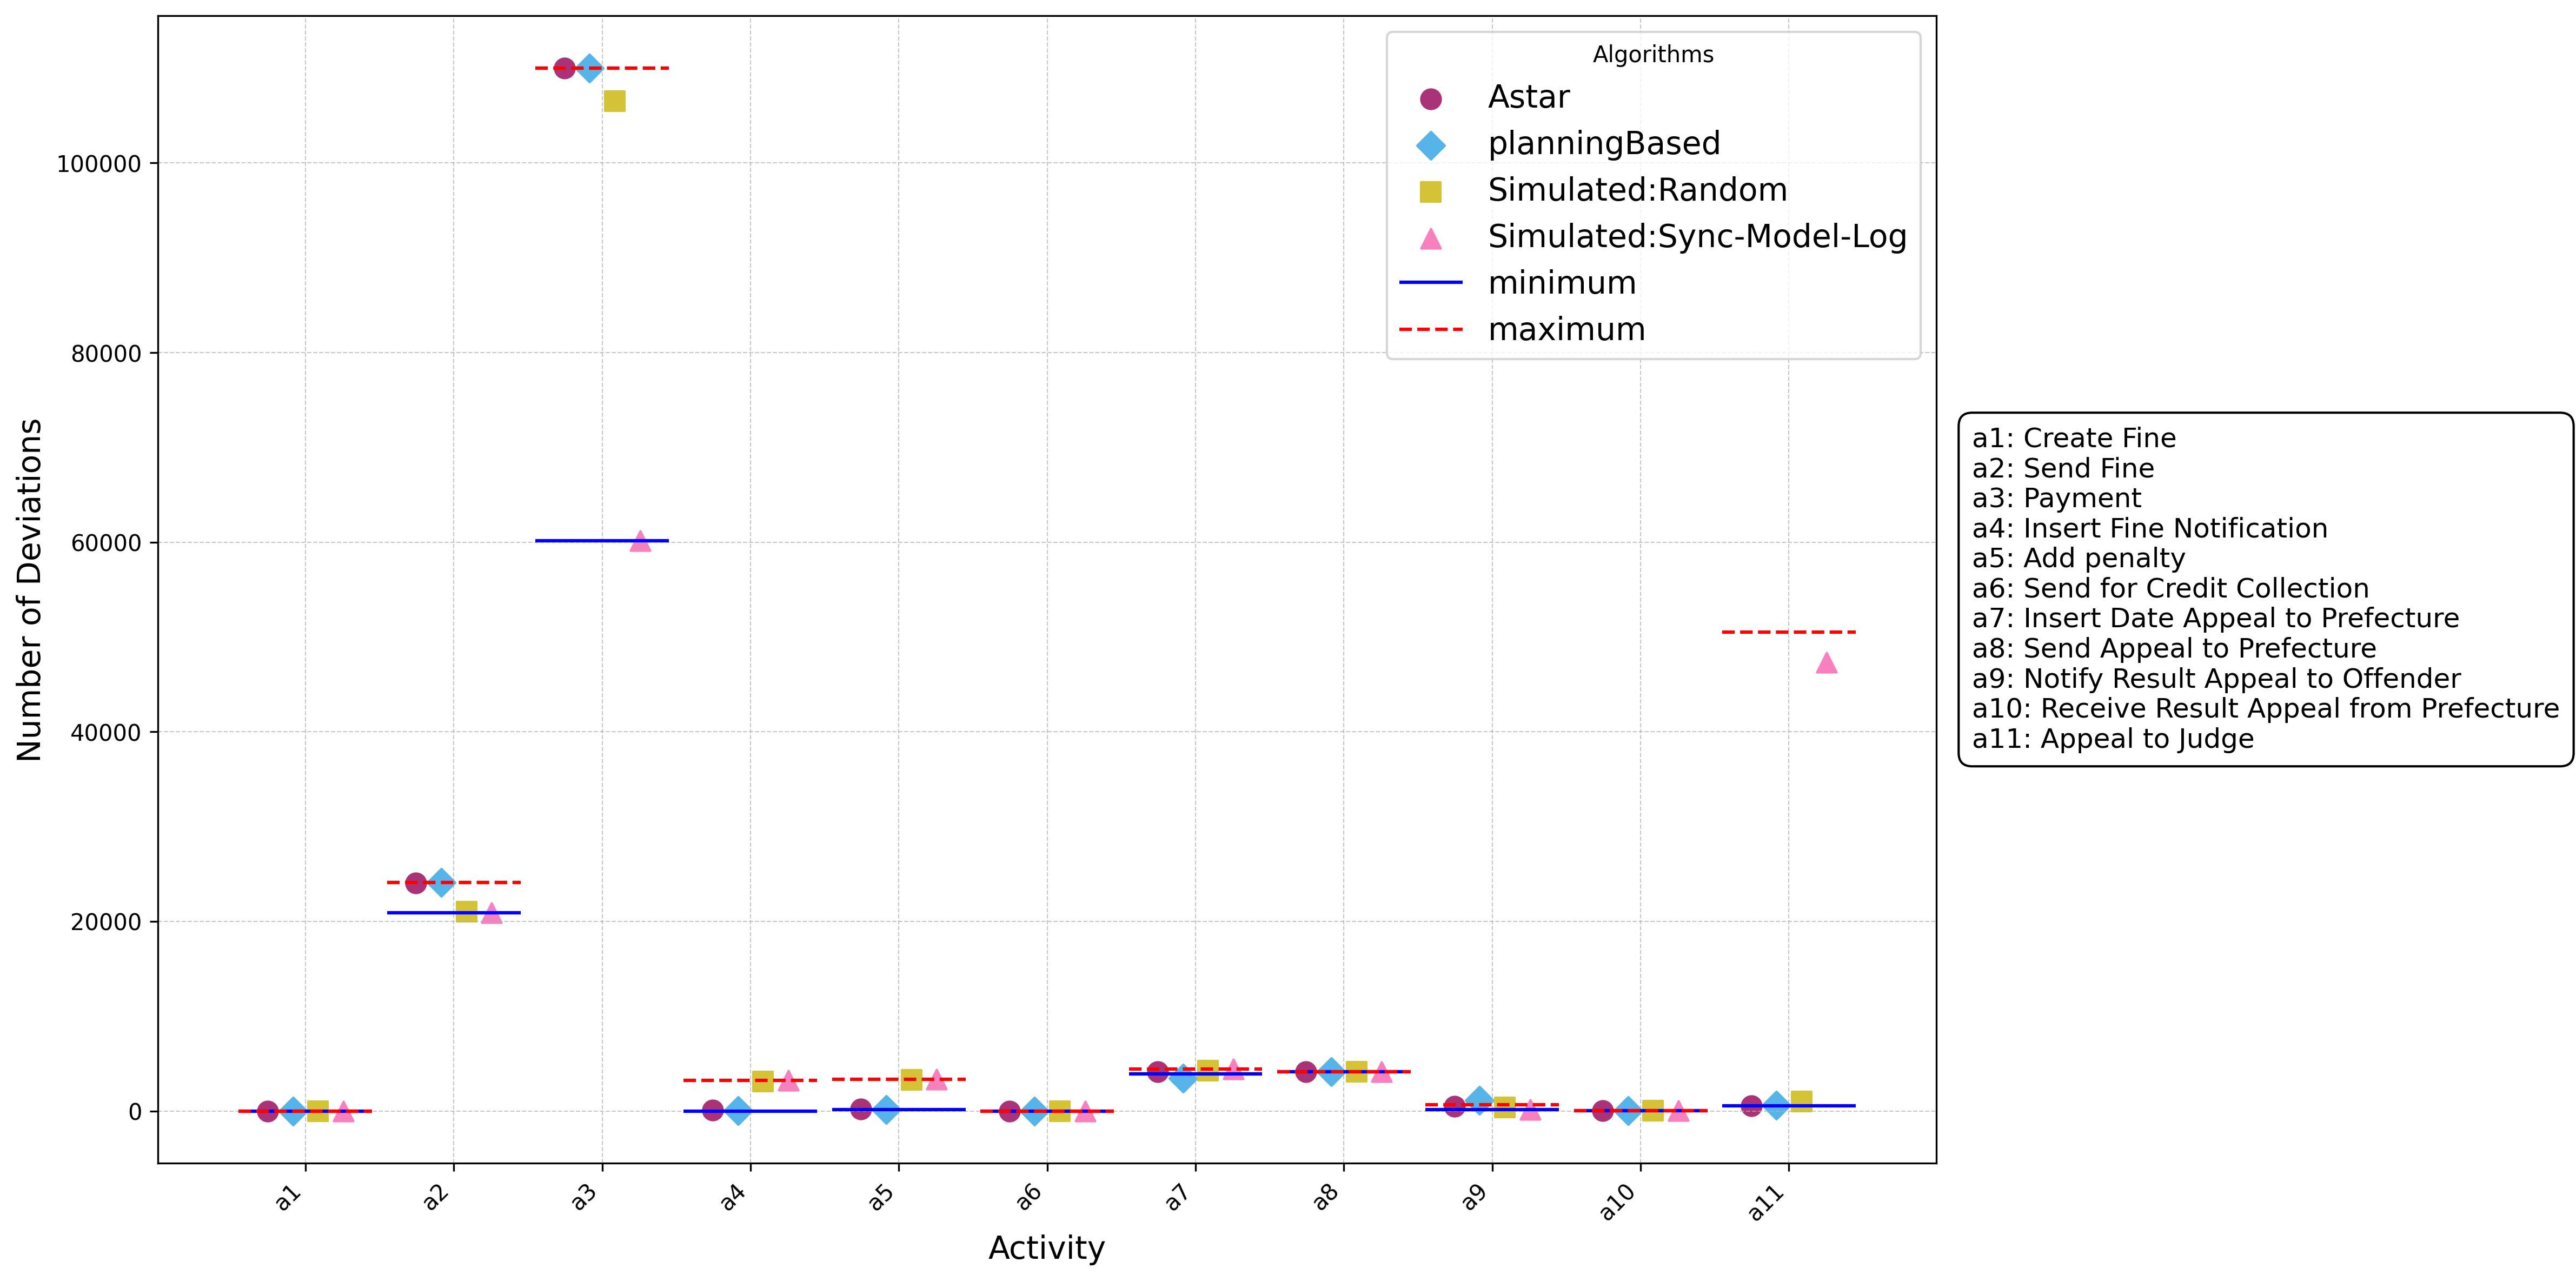 Algorithms
Astar
planningBased
Simulated:Random
Simulated:Sync-Model-Log
minimum
maximum
Number of Deviations
100000
80000
60000
40000
20000
0
a1
a2
a3
a4
a5
a6
a7
a8
a9
a10
a11
Activity
a1: Create Fine
a2: Send Fine
a3: Payment
a4: Insert Fine Notification
a5: Add penalty
a6: Send for Credit Collection
a7: Insert Date Appeal to Prefecture
a8: Send Appeal to Prefecture
a9: Notify Result Appeal to Offender
a10: Receive Result Appeal from Prefecture
a11: Appeal to Judge